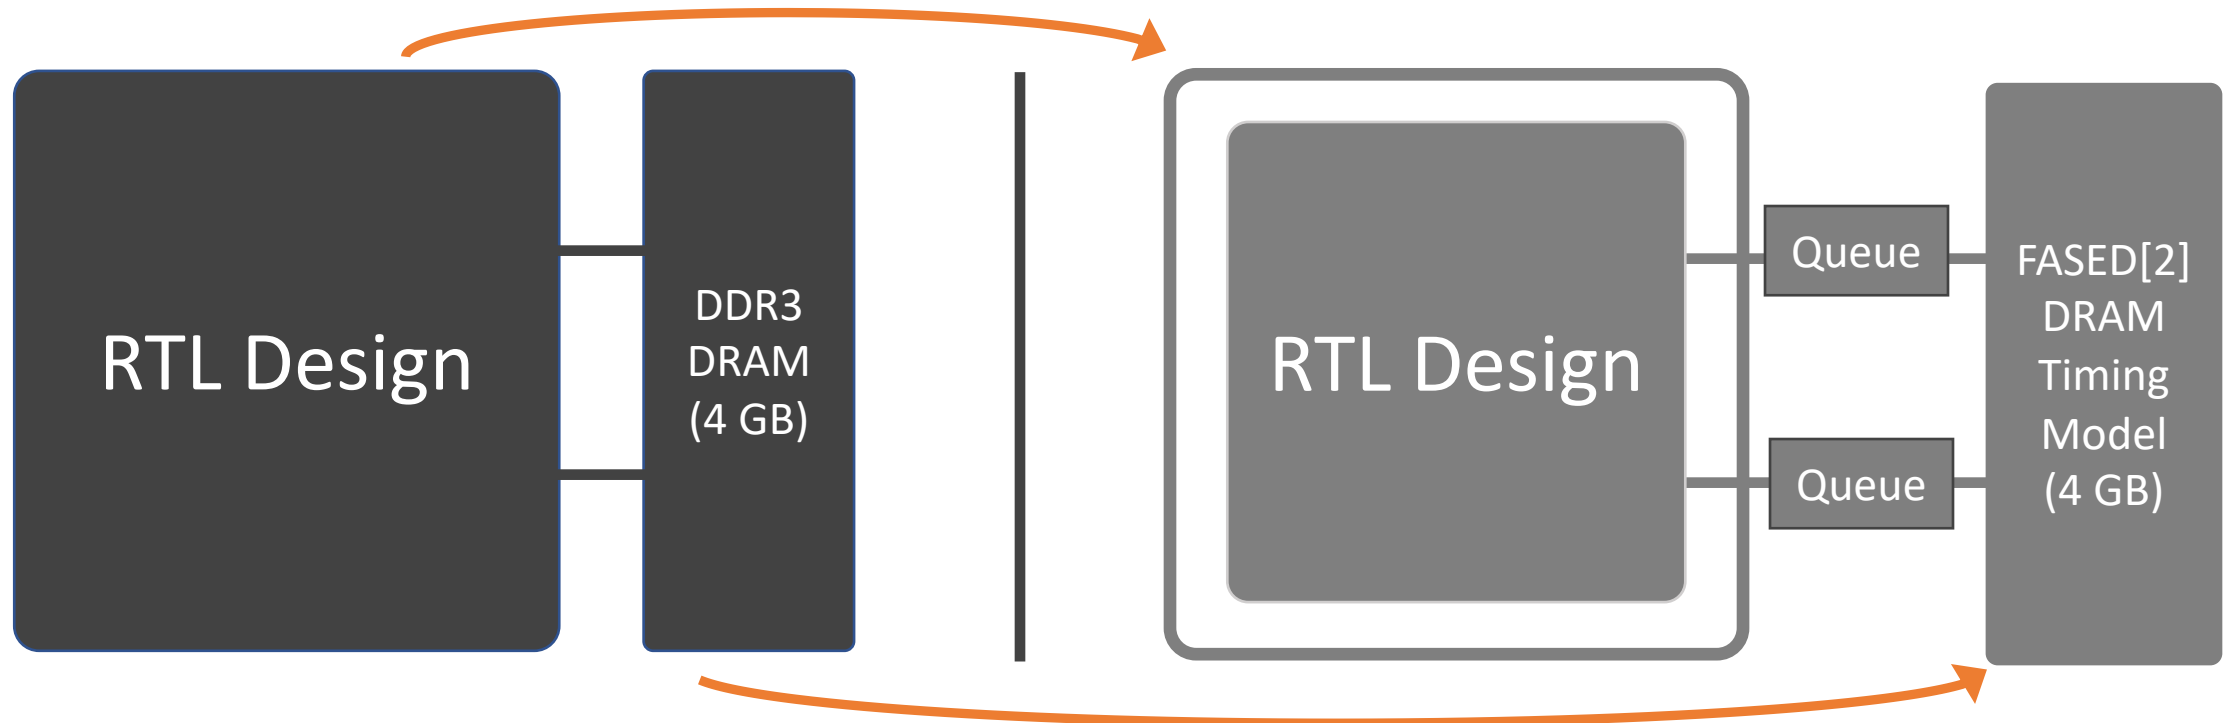 RTL Design
DDR3
DRAM
(4 GB)
RTL Design
Queue
Queue
FASED[2]
DRAM
Timing
Model
(4 GB)